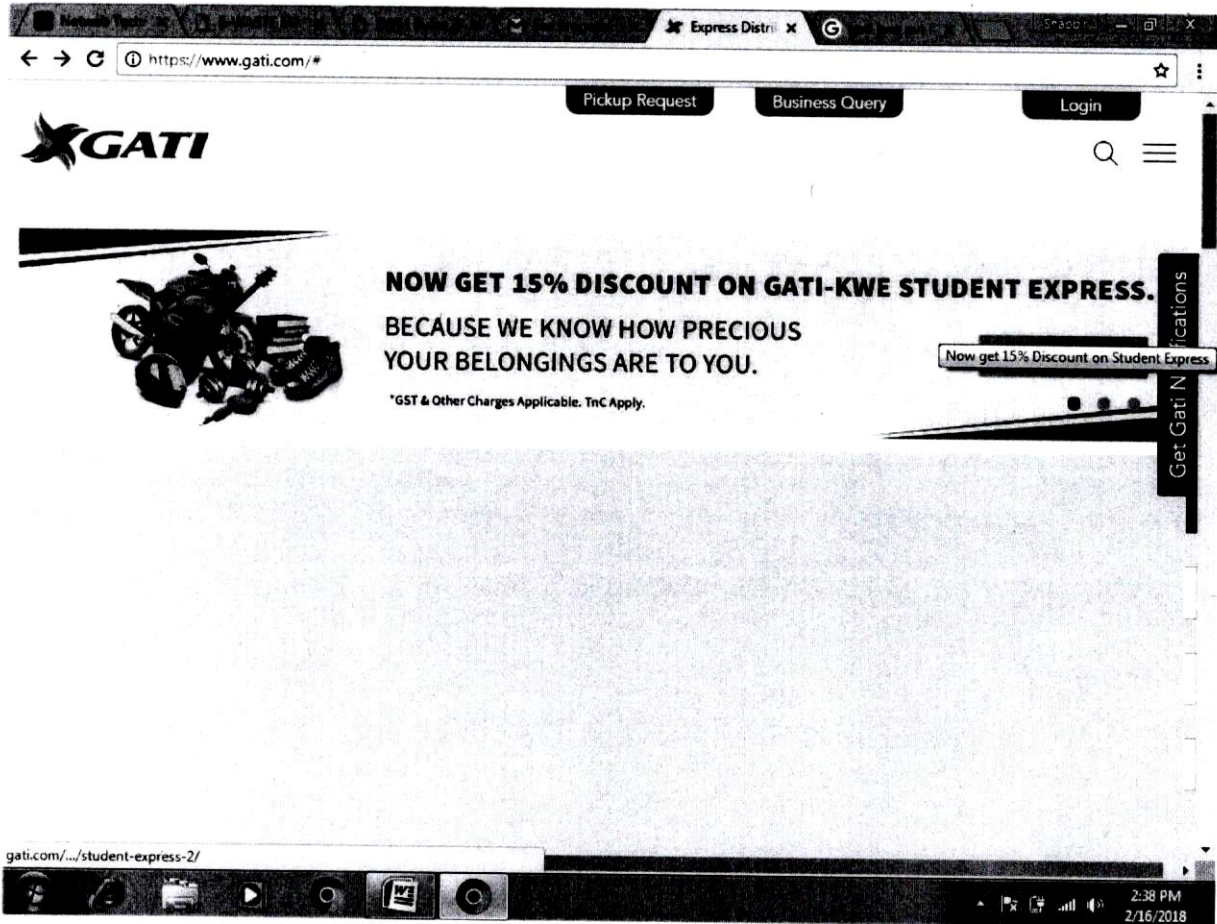 Express Distri
https://www.gati.com/#
Pickup Request
Business Query
Login
GATI
NOW GET 15% DISCOUNT ON GATI-KWE STUDENT EXPRESS.
BECAUSE WE KNOW HOW PRECIOUS
YOUR BELONGINGS ARE TO YOU.
Now get 15% Discount on Student Express
*GST & Other Charges Applicable. TnC Apply.
Get Gati N fications
gati.com/.../student-express-2/
2:38 PM
2/16/2018